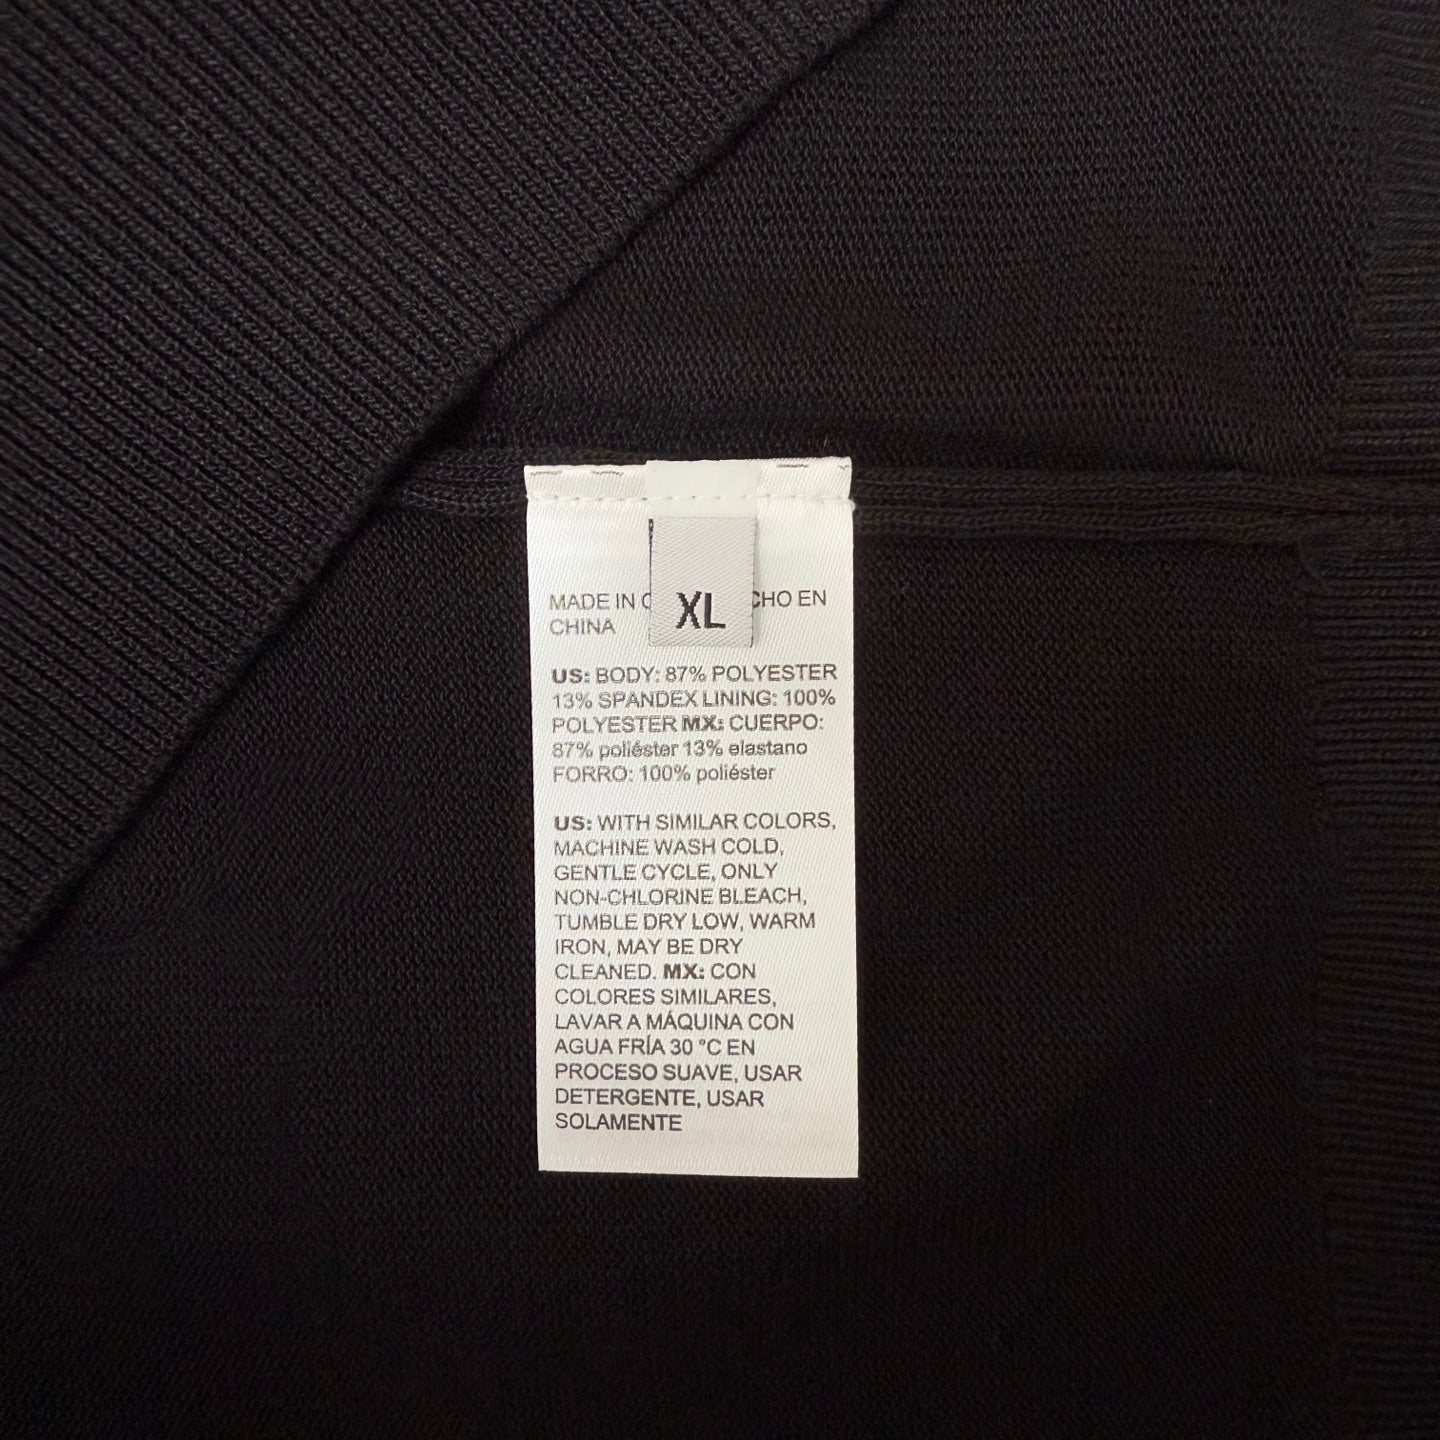 MADE IN
XL
EN
CHINA
US: BODY: 87% POLYESTER
13% SPANDEX LINING: 100%
POLYESTER MX: CUERPO:
87% poliéster 13% elastano
FORRO: 100% poliéster
US: WITH SIMILAR COLORS,
MACHINE WASH COLD,
GENTLE CYCLE, ONLY
NON-CHLORINE BLEACH,
TUMBLE DRY LOW, WARM
IRON, MAY BE DRY
CLEANED. MX: CON
COLORES SIMILARES,
LAVAR A MÁQUINA CON
AGUA FRÍA 30 °C EN
PROCESO SUAVE, USAR
DETERGENTE, USAR
SOLAMENTE